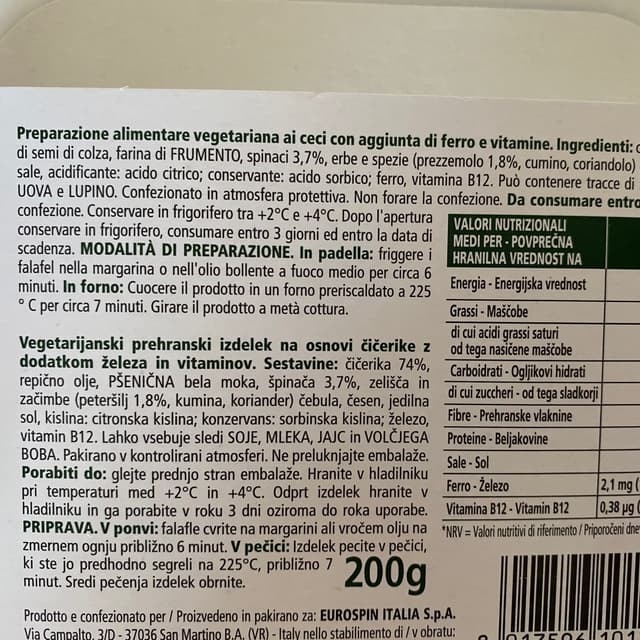 Preparazione alimentare vegetariana ai ceci con aggiunta di ferro e vitamine. Ingredienti:
di semi di colza, farina di FRUMENTO, spinaci 3,7%, erbe e spezie (prezzemolo 1,8%, cumino, coriandolo)
sale, acidificante: acido citrico; conservante: acido sorbico; ferro, vitamina B12. Può contenere tracce di
UOVA e LUPINO. Confezionato in atmosfera protettiva. Non forare la confezione. Da consumare entro
confezione. Conservare in frigorifero tra +2°C e +4°C. Dopo l'apertura
conservare in frigorifero, consumare entro 3 giorni ed entro la data di
scadenza. MODALITÀ DI PREPARAZIONE. In padella: friggere i
falafel nella margarina o nell'olio bollente a fuoco medio per circa 6
minuti. In forno: Cuocere il prodotto in un forno preriscaldato a 225
°C per circa 7 minuti. Girare il prodotto a metà cottura.
Vegetarijanski prehranski izdelek na osnovi čičerike z
dodatkom železa in vitaminov. Sestavine: čičerika 74%,
repično olje, PŠENIČNA bela moka, špinača 3,7%, zelišča in
začimbe (peteršilj 1,8%, kumina, koriander) čebula, česen, jedilna
sol, kislina: citronska kislina; konzervans: sorbinska kislina; železo,
vitamin B12. Lahko vsebuje sledi SOJE, MLEKA, JAJC in VOLČJEGA
BOBA. Pakirano v kontrolirani atmosferi. Ne preluknjajte embalaže.
Porabiti do: glejte prednjo stran embalaže. Hranite v hladilniku
pri temperaturi med +2°C in +4°C. Odprt izdelek hranite v
hladilniku in ga porabite v roku 3 dni oziroma do roka uporabe.
PRIPRAVA. V ponvi: falafle cvrite na margarini ali vročem olju na
zmernem ognju približno 6 minut. V pečici: Izdelek pecite v pečici,
ki ste jo predhodno segreli na 225°C, približno 7
minut. Sredi pečenja izdelek obrnite.
200g
VALORI NUTRIZIONALI
MEDI PER - POVPREČNA
HRANILNA VREDNOST NA
Energia - Energijska vrednost
Grassi - Maščobe
di cui acidi grassi saturi
od tega nasičene maščobe
Carboidrati - Ogljikovi hidrati
di cui zuccheri - od tega sladkorji
Fibre - Prehranske vlaknine
Proteine - Beljakovine
Sale - Sol
Ferro - Železo 2,1 mg (
Vitamina B12 - Vitamin B12 0,38 µg (
*NRV = Valori nutritivi di riferimento / Priporočeni
Prodotto e confezionato per / Proizvedeno in pakirano za: EUROSPIN ITALIA S.p.A.
Via Campalto, 3/D - 37036 San Martino B.A. (VR) - Italy nello stabilimento di / v obratu: